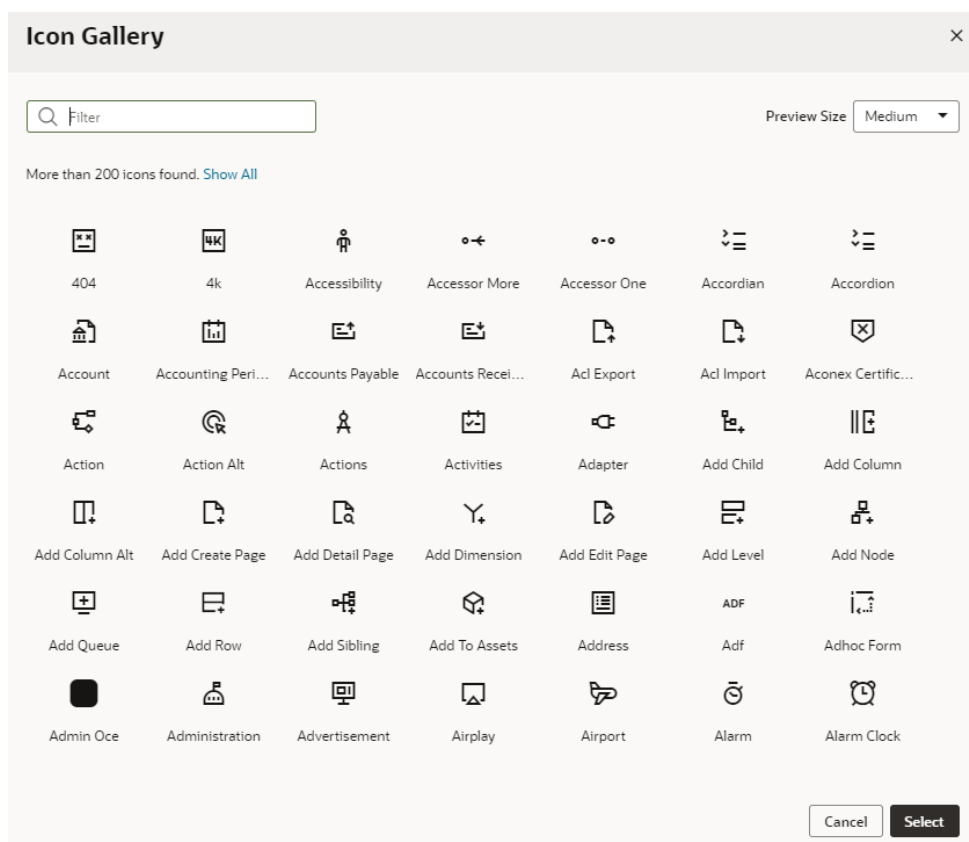 Icon Gallery
Filter
Preview Size Medium
More than 200 icons found. Show All
4K
404 4k Accessibility Accessor More Accessor One Accordian Accordion
Account Accounting Peri... Accounts Payable Accounts Recei... Acl Export Acl Import Aconex Certific...
Action Action Alt Actions Activities Adapter Add Child Add Column
Add Column Alt Add Create Page Add Detail Page Add Dimension Add Edit Page Add Level Add Node
ADF
Add Queue Add Row Add Sibling Add To Assets Address Adf Adhoc Form
Admin Oce Administration Advertisement Airplay Airport Alarm Alarm Clock
Cancel Select